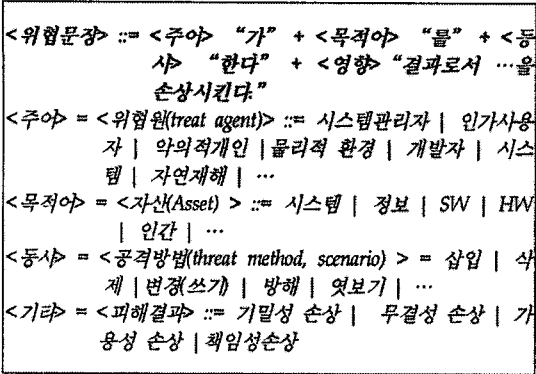 <위협문장> ::= <주어> “가” + <목적어> “를” + <동
사> “한다” + <영향> “결과로서 …을
손상시킨다.”
<주어> = <위협원(treat agent)> ::= 시스템관리자 | 인가사용
자 | 악의적개인 | 물리적 환경 | 개발자 | 시스
템 | 자연재해 | …
<목적어> = <자산(Asset) > ::= 시스템 | 정보 | SW | HW
| 인간 | …
<동사> = <공격방법(threat method, scenario) > = 삽입 | 삭
제 | 변경(쓰기) | 방해 | 엿보기 | …
<기타> = <피해결과> ::= 기밀성 손상 | 무결성 손상 | 가
용성 손상 | 책임성손상